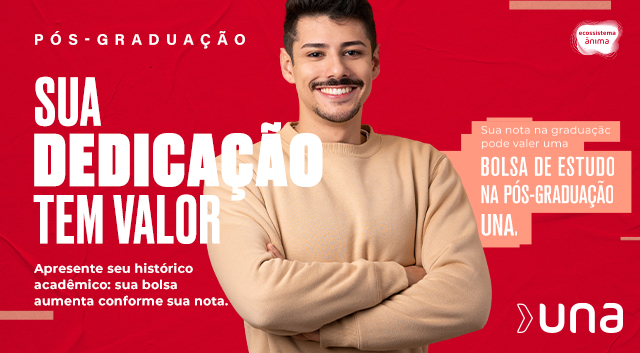 PÓS-GRADUAÇÃO
ecossistema
ânima
SUA
DEDICAÇÃO
TEM VALOR
Apresente seu histórico
acadêmico: sua bolsa
aumenta conforme sua nota.
Sua nota na graduação
pode valer uma
BOLSA DE ESTUDO
NA PÓS-GRADUAÇÃO
UNA.
una